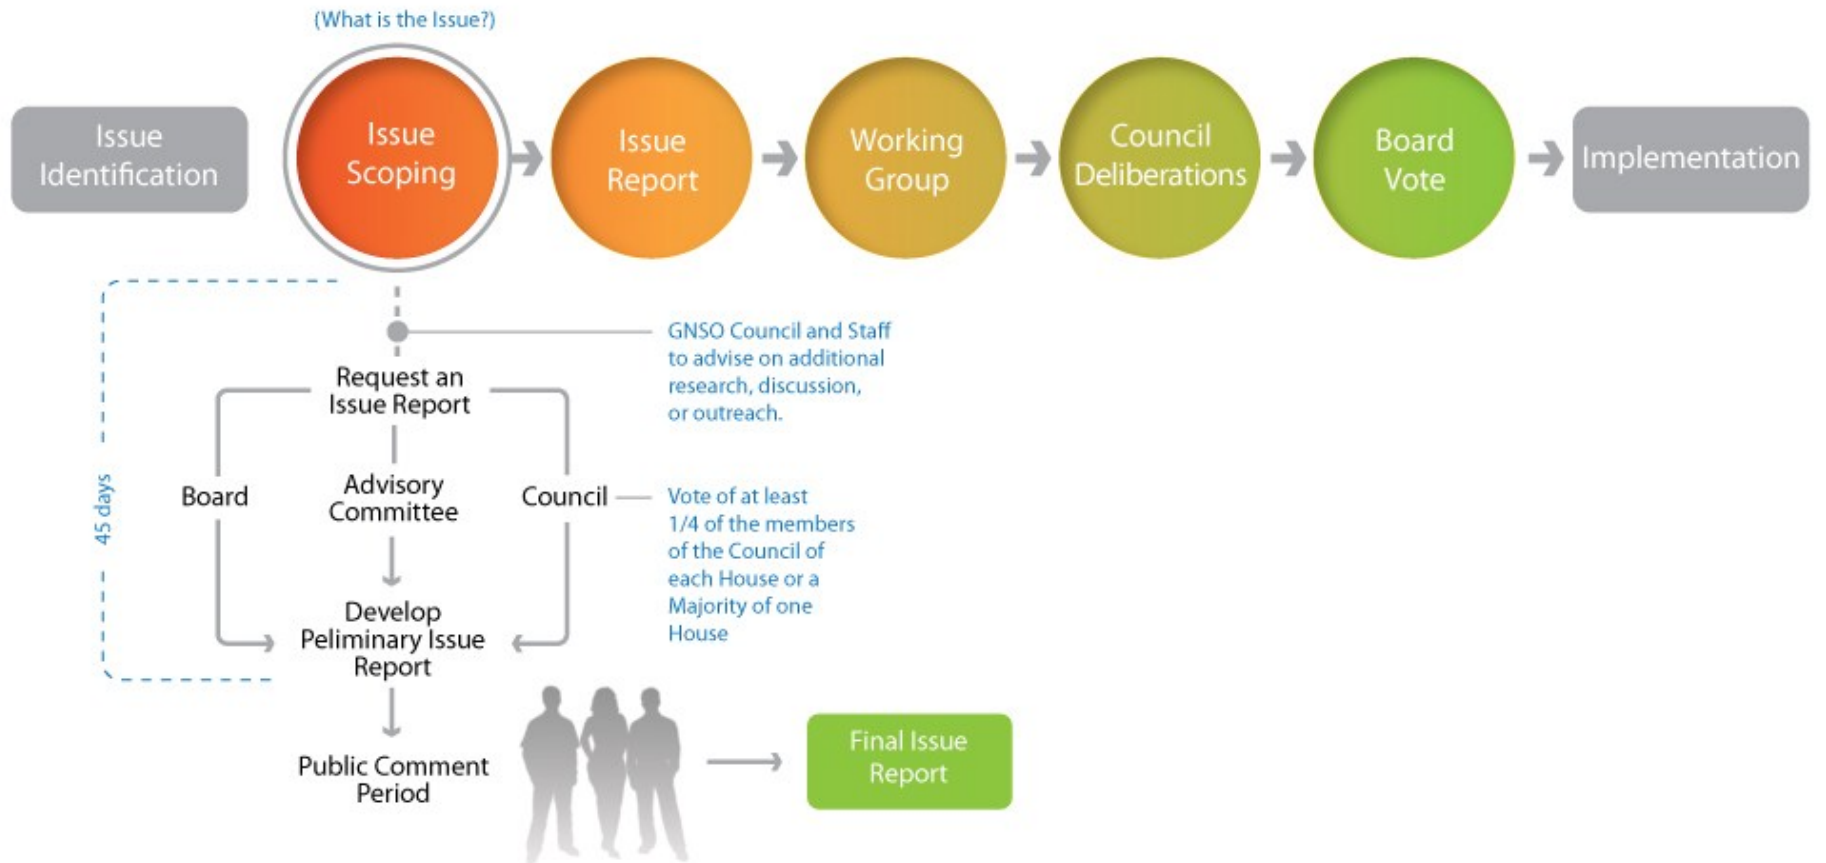 (What is the Issue?)
Issue
Identification
Issue
Scoping
Issue
Report
Working
Group
Council
Deliberations
Board
Vote
Implementation
GNSO Council and Staff
to advise on additional
research, discussion,
or outreach.
Request an
Issue Report
45 days
Board
Advisory
Committee
Council
Vote of at least
1/4 of the members
of the Council of
each House or a
Majority of one
House
Develop
Peliminary Issue
Report
Public Comment
Period
Final Issue
Report